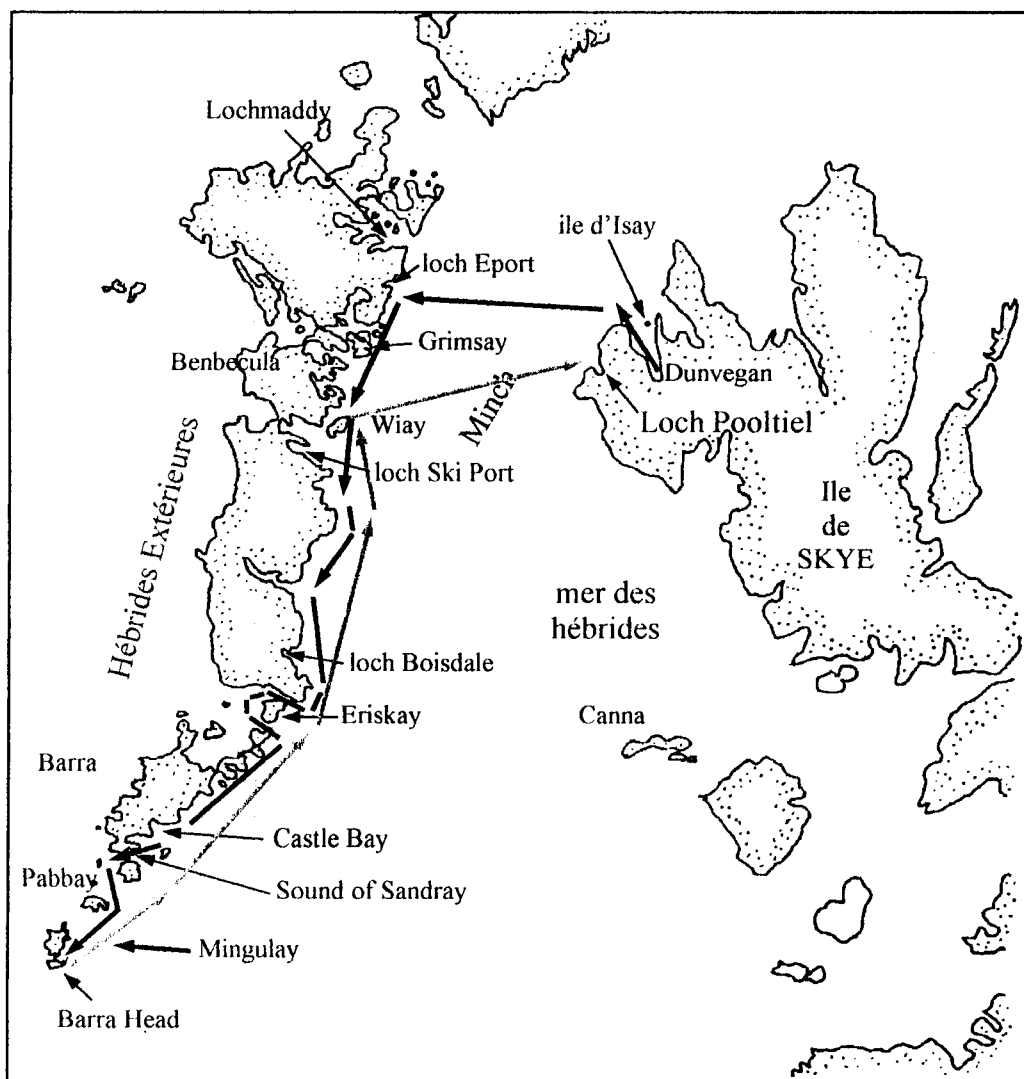 Lochmaddy
ile d'Isay
loch Eport
Grimsay
Benbecula
Dunvegan
Minch
Loch Pooltiel
Wiay
loch Ski Port
Hébrides Extérieures
Ile
de
SKYE
mer des
hébrides
loch Boisdale
Eriskay
Canna
Barra
Castle Bay
Pabbay
Sound of Sandray
Mingulay
Barra Head